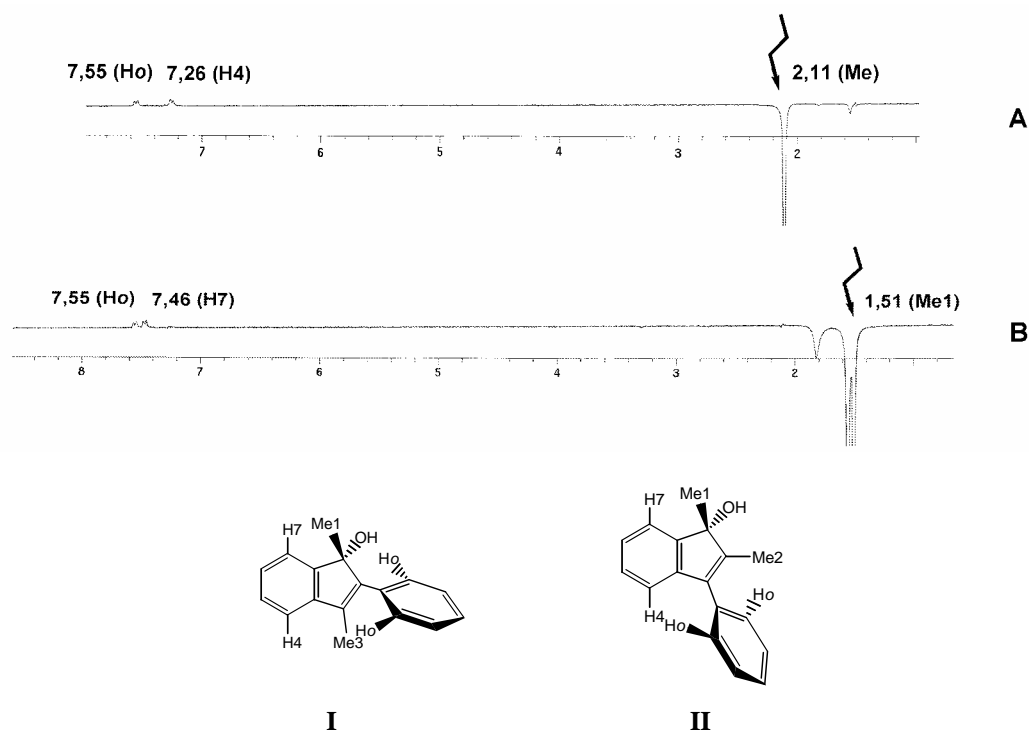 7,55 (Ho) 7,26 (H4) 2,11 (Me)
A
7 6 5 4 3 2
7,55 (Ho) 7,46 (H7) 1,51 (Me1)
B
8 7 6 5 4 3 2
H7 Me1 OH Ho
H4 Me3 Ho
H7 Me1 OH
Me2
H4 Ho Ho
I II